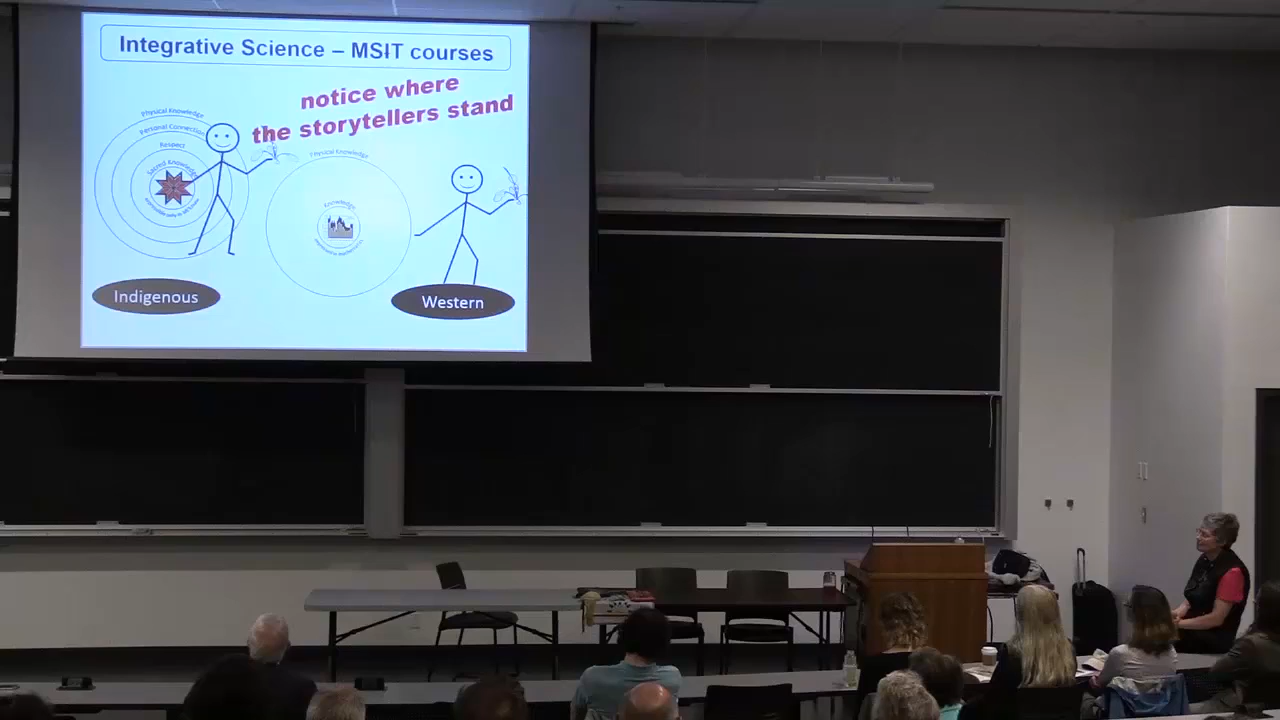 Integrative Science – MSIT courses
notice where
the storytellers stand
Physical Knowledge
Personal Connection
Respect
Sacred Knowledge
Physical Knowledge
Knowledge
Indigenous
Western